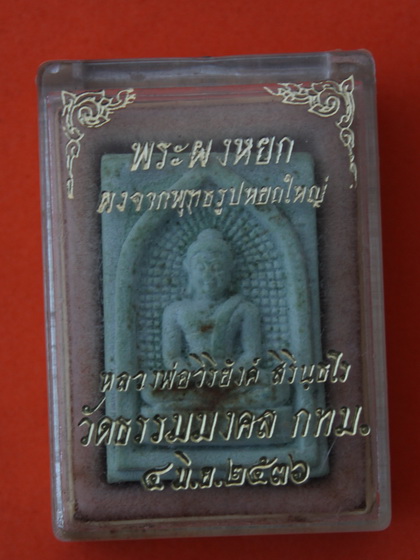 พระผงหยก
ผงจากพุทธรูปหยกใหญ่
หลวงพ่อวิริยังค์ สิรินฺธโร
วัดธรรมมงคล กทม.
๔ มิ.ย.๒๕๓๖